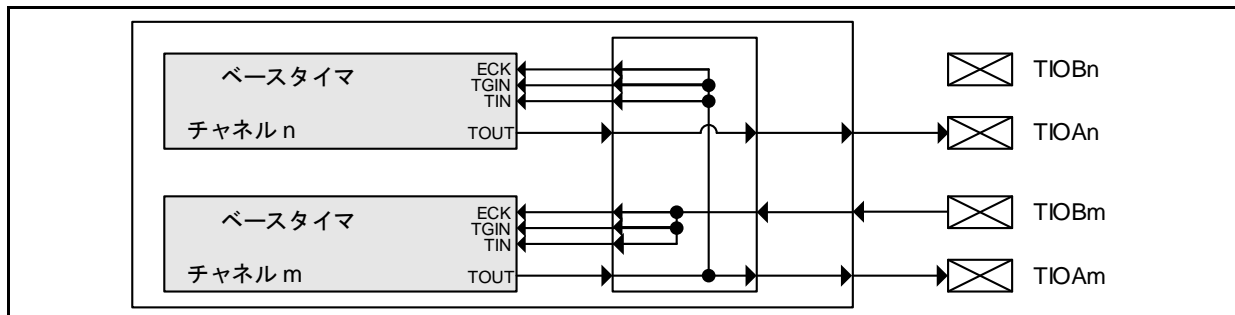 ベースタイマ
ECK
TGIN
TIN
チャネル n
TOUT
TIOBn
TIOAn
ベースタイマ
ECK
TGIN
TIN
チャネル m
TOUT
TIOBm
TIOAm